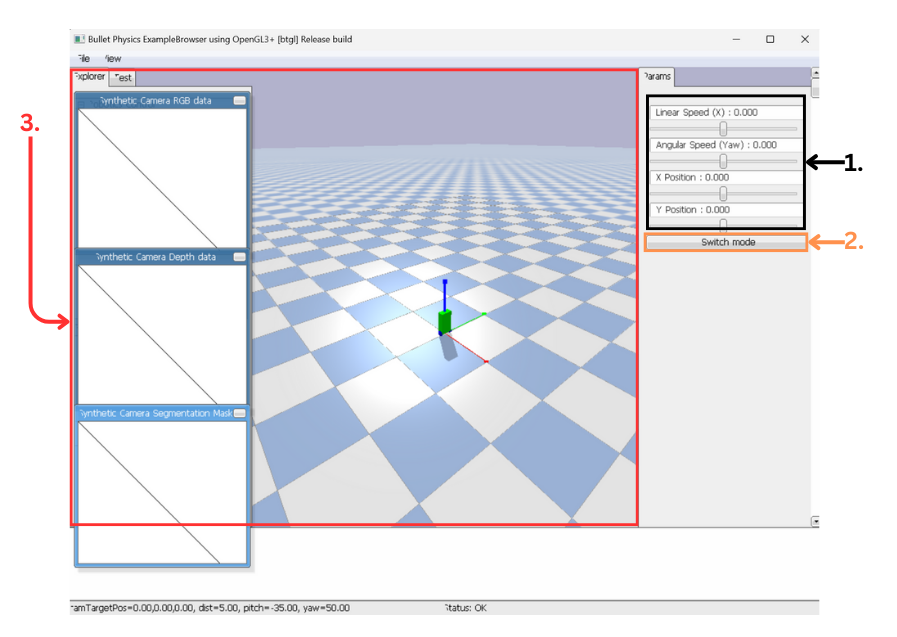 Bullet Physics ExampleBrowser using OpenGL3+ [btgl] Release build
File View
Explorer Test
Params
Synthetic Camera RGB data
Linear Speed (X) : 0.000
3.
Angular Speed (Yaw) : 0.000
1.
X Position : 0.000
Y Position : 0.000
Switch mode
2.
Synthetic Camera Depth data
Synthetic Camera Segmentation Mask
amTargetPos=0.00,0.00,0.00, dist=5.00, pitch=-35.00, yaw=50.00
Status: OK